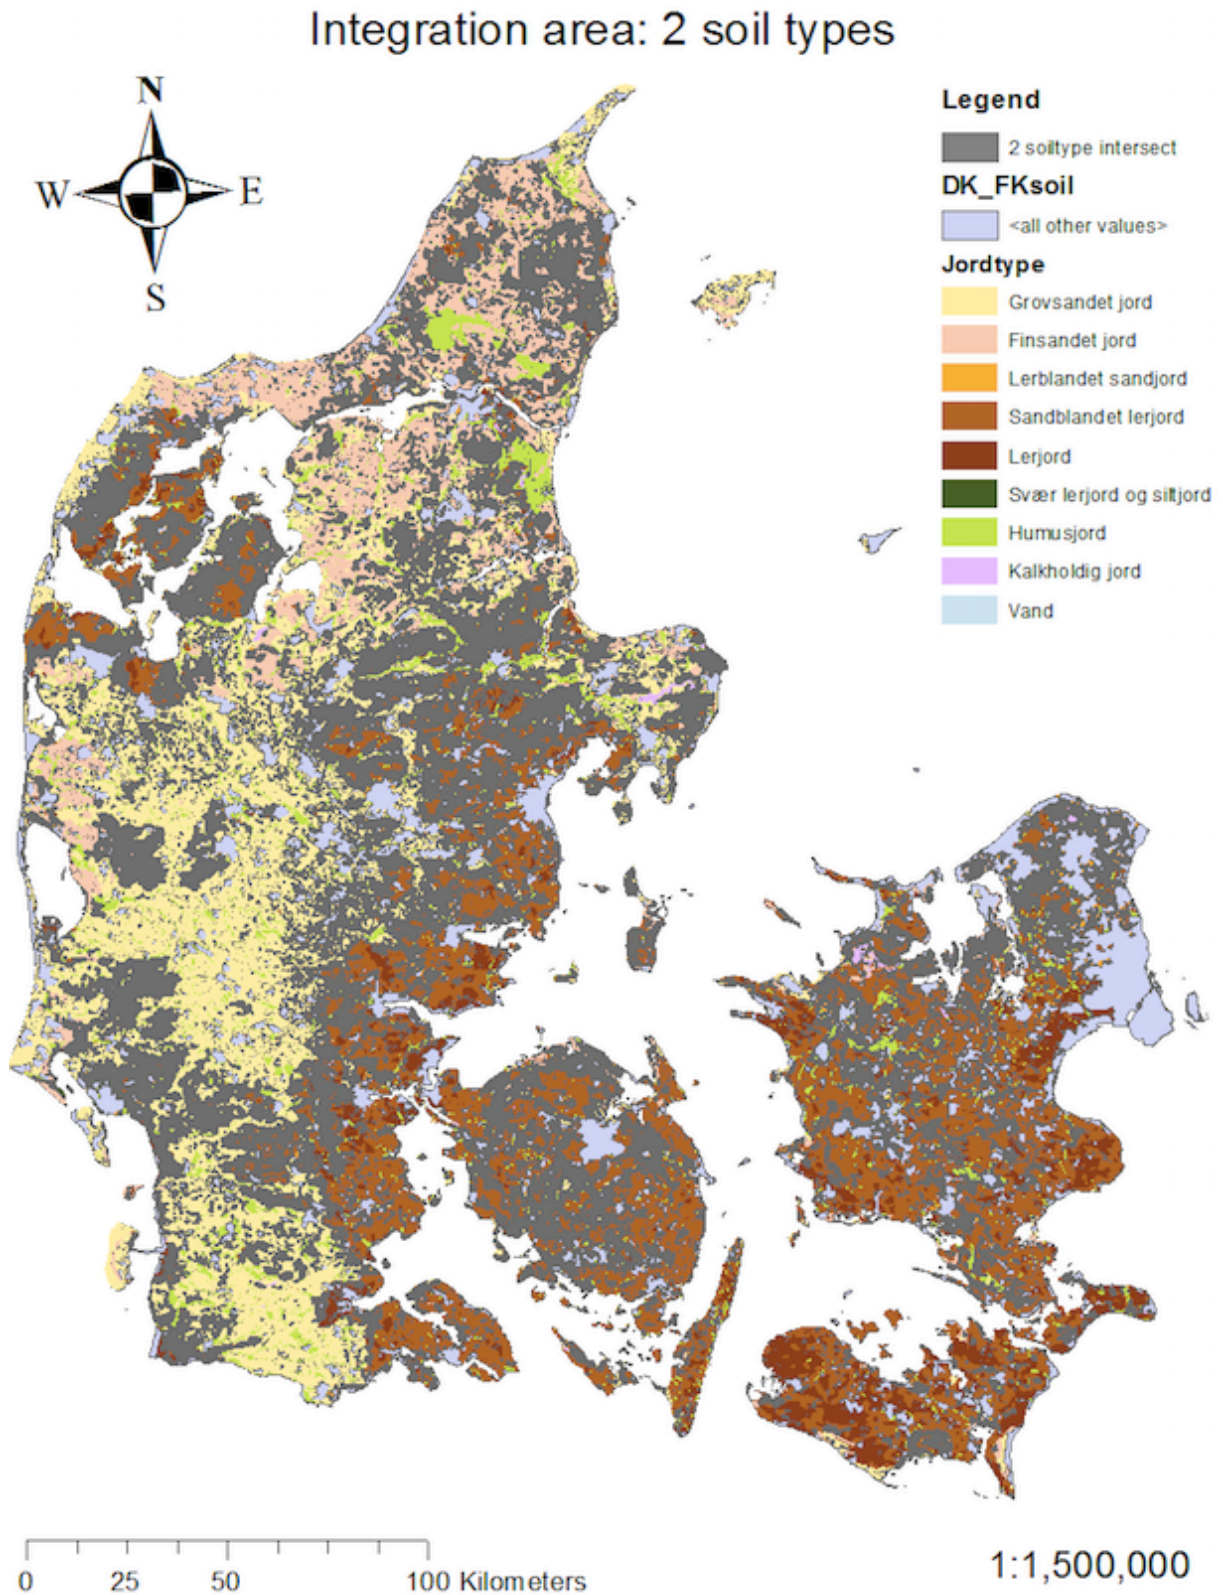 Integration area: 2 soil types
N
W
E
S
Legend
2 soiltype intersect
DK_FKsoil
<all other values>
Jordtype
Grovsandet jord
Finsandet jord
Lerblandet sandjord
Sandblandet lerjord
Lerjord
Svær lerjord og siltjord
Humusjord
Kalkholdig jord
Vand
0 25 50 100 Kilometers
1:1,500,000